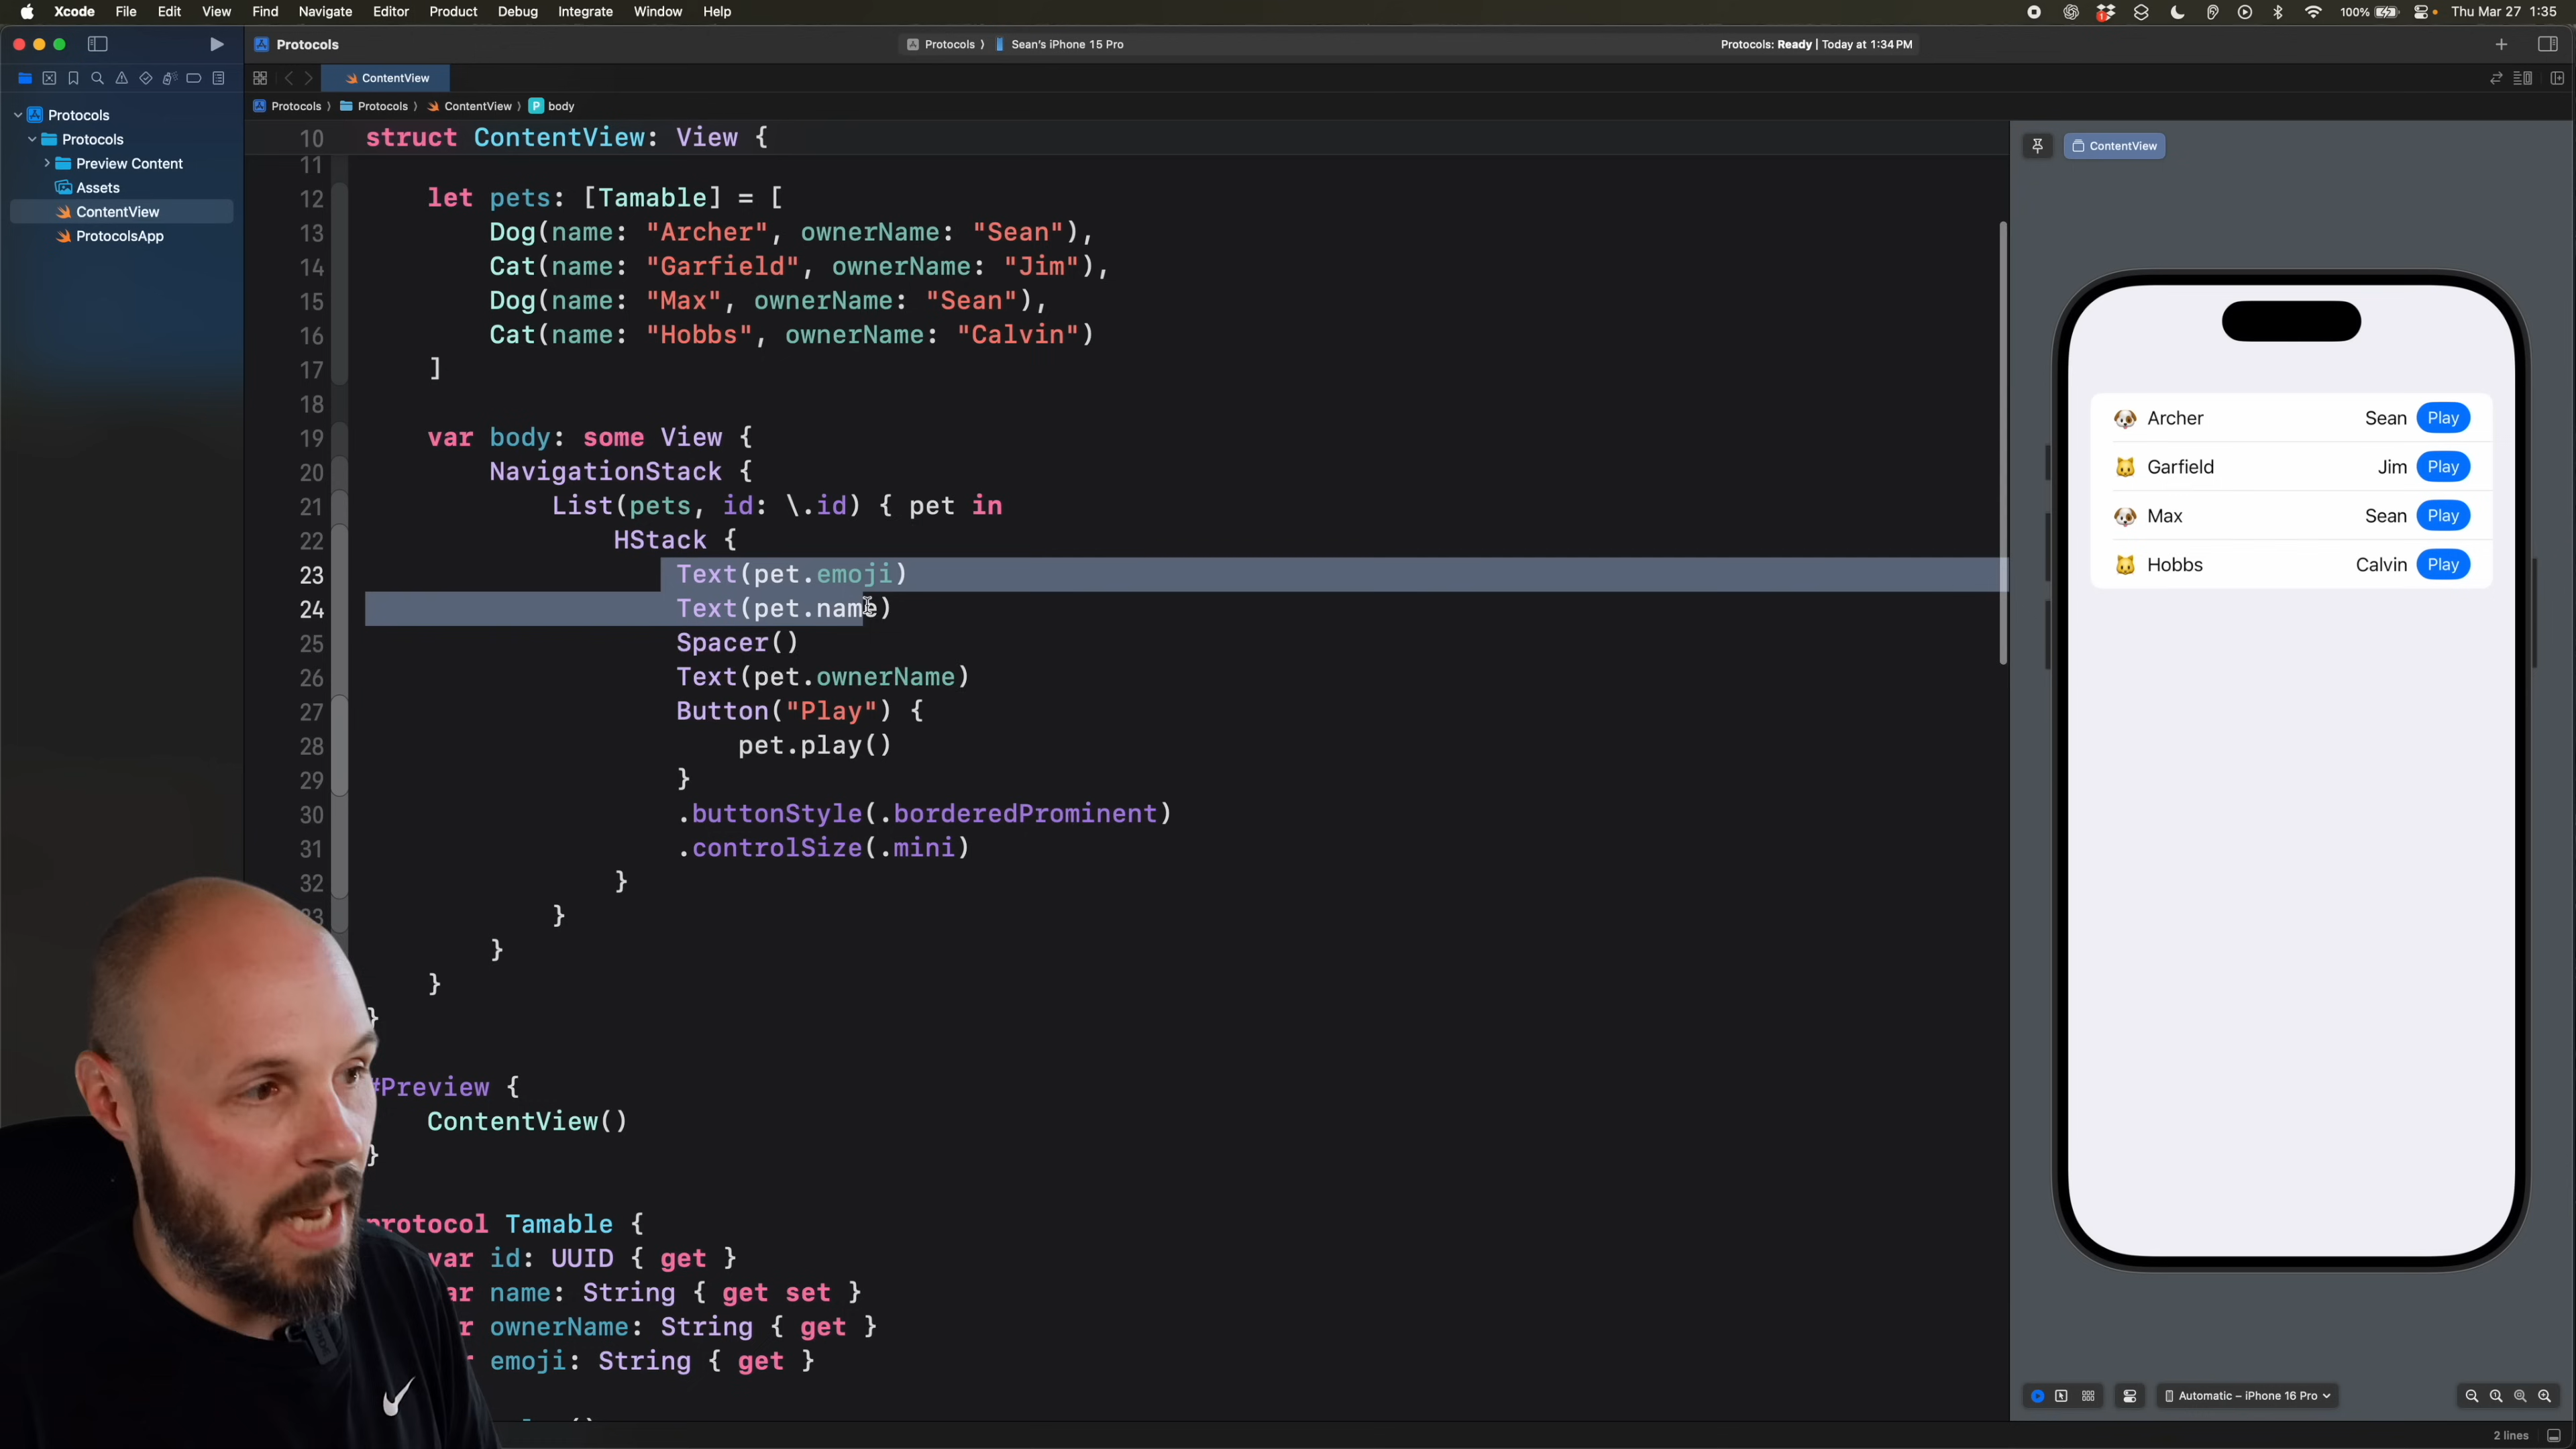 Xcode File Edit View Find Navigate Editor Product Debug Integrate Window Help
100% Thu Mar 27 1:35
Protocols
Protocols 〉 Sean's iPhone 15 Pro
Protocols: Ready | Today at 1:34 PM
ContentView
Protocols 〉 Protocols 〉 ContentView 〉 P body
Protocols
Protocols
Preview Content
Assets
ContentView
ProtocolsApp
10 struct ContentView: View {
11
12 let pets: [Tamable] = [
13 Dog(name: "Archer", ownerName: "Sean"),
14 Cat(name: "Garfield", ownerName: "Jim"),
15 Dog(name: "Max", ownerName: "Sean"),
16 Cat(name: "Hobbs", ownerName: "Calvin")
17 ]
18
19 var body: some View {
20 NavigationStack {
21 List(pets, id: \.id) { pet in
22 HStack {
23 Text(pet.emoji)
24 Text(pet.name)
25 Spacer()
26 Text(pet.ownerName)
27 Button("Play") {
28 pet.play()
29 }
30 .buttonStyle(.borderedProminent)
31 .controlSize(.mini)
32 }
}
}
}
}
#Preview {
ContentView()
}
protocol Tamable {
var id: UUID { get }
var name: String { get set }
ownerName: String { get }
emoji: String { get }
ContentView
Archer Sean Play
Garfield Jim Play
Max Sean Play
Hobbs Calvin Play
Automatic – iPhone 16 Pro
2 lines